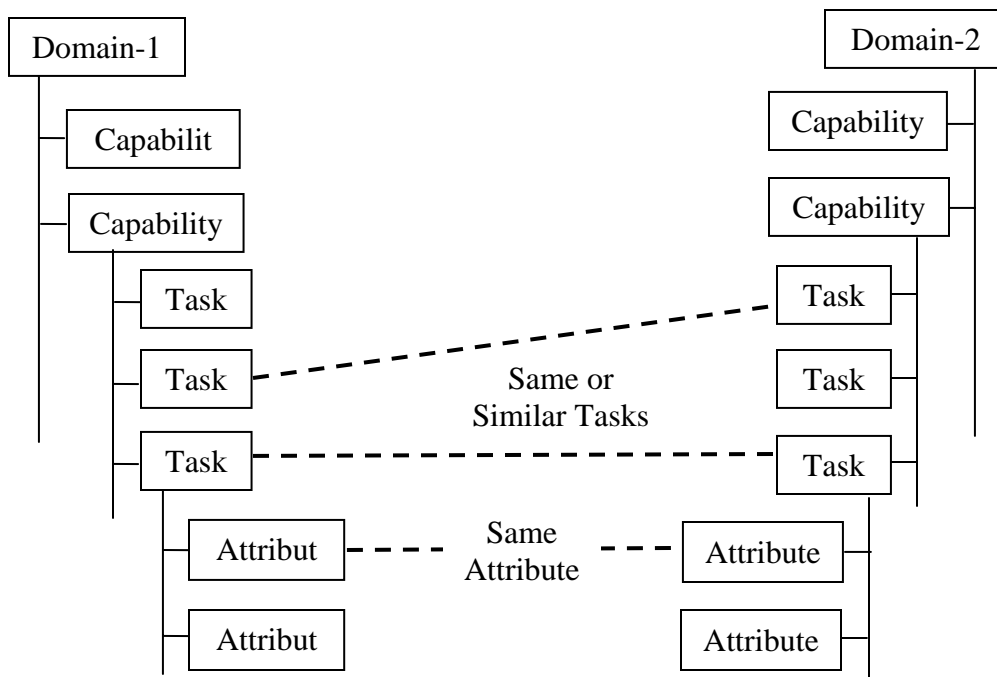 Domain-1
Domain-2
Capabilit
Capability
Capability
Capability
Task
Task
Task
Task
Same or
Similar Tasks
Task
Task
Attribut
Same
Attribute
Attribute
Attribut
Attribute